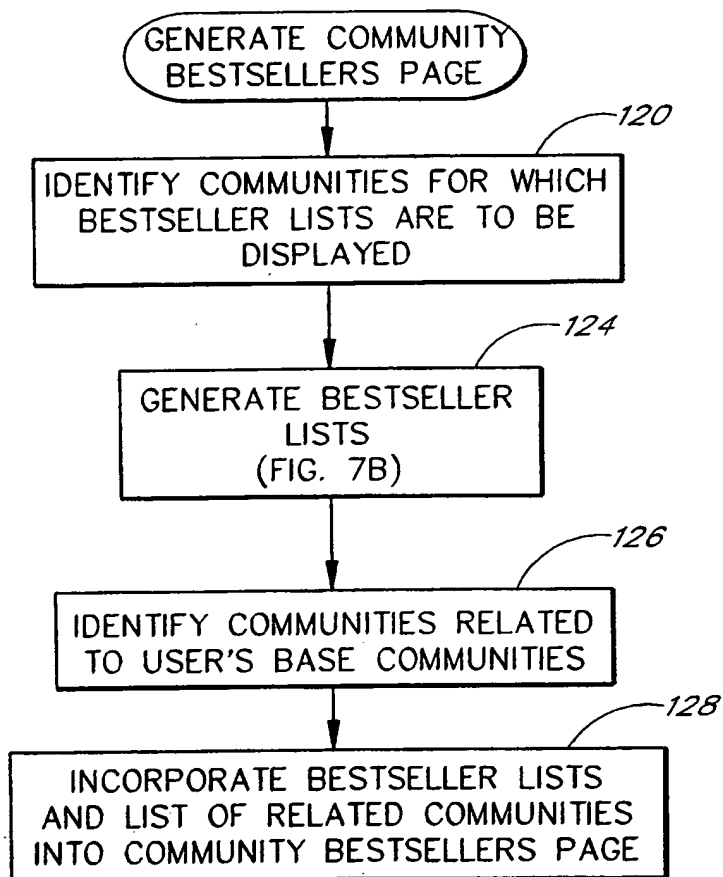 GENERATE COMMUNITY
BESTSELLERS PAGE
120
IDENTIFY COMMUNITIES FOR WHICH
BESTSELLER LISTS ARE TO BE
DISPLAYED
124
GENERATE BESTSELLER
LISTS
(FIG. 7B)
126
IDENTIFY COMMUNITIES RELATED
TO USER'S BASE COMMUNITIES
128
INCORPORATE BESTSELLER LISTS
AND LIST OF RELATED COMMUNITIES
INTO COMMUNITY BESTSELLERS PAGE